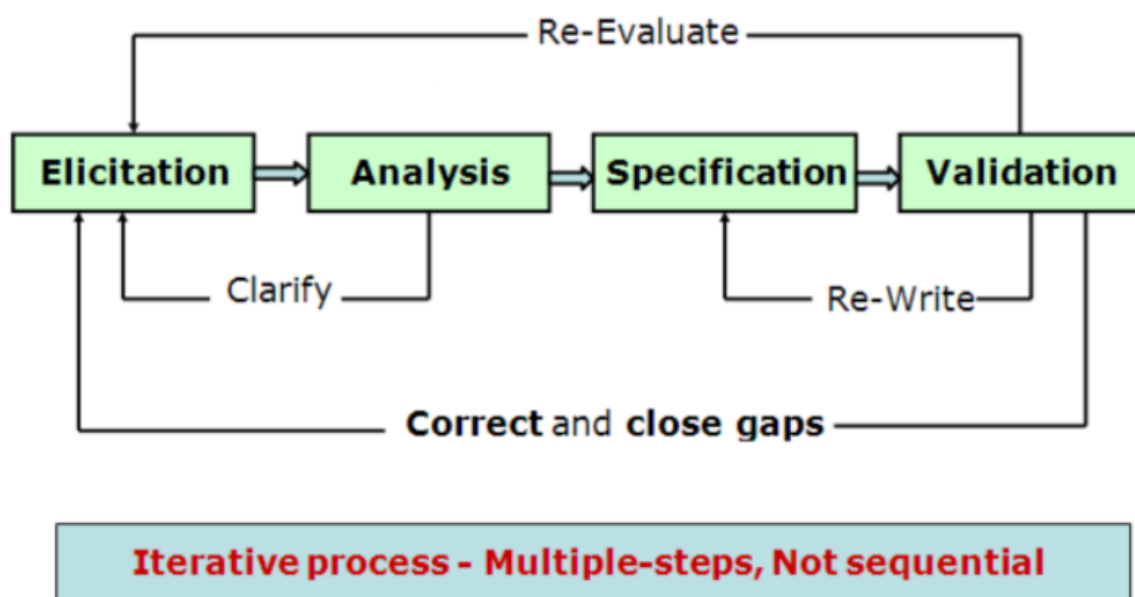 Re-Evaluate
Elicitation
Analysis
Specification
Validation
Clarify
Re-Write
Correct and close gaps
Iterative process - Multiple-steps, Not sequential